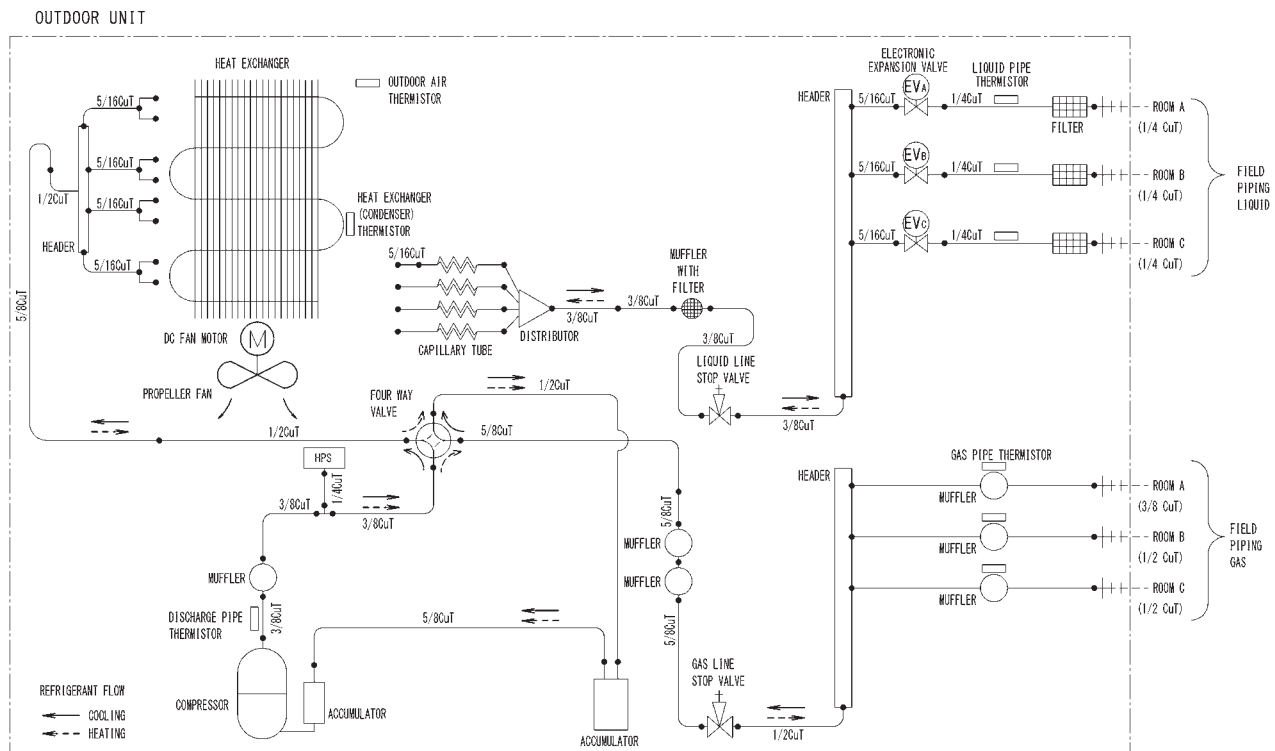 OUTDOOR UNIT
HEAT EXCHANGER
OUTDOOR AIR
THERMISTOR
5/16CuT
5/16CuT
5/16CuT
5/16CuT
1/2CuT
HEADER
5/8CuT
HEAT EXCHANGER
(CONDENSER)
THERMISTOR
DC FAN MOTOR
M
PROPELLER FAN
5/16CuT
CAPILLARY TUBE
DISTRIBUTOR
3/8CuT
3/8CuT
MUFFLER
WITH
FILTER
3/8CuT
LIQUID LINE
STOP VALVE
3/8CuT
HEADER
ELECTRONIC
EXPANSION VALVE
LIQUID PIPE
THERMISTOR
5/16CuT
EVA
1/4CuT
FILTER
ROOM A
(1/4 CuT)
5/16CuT
EVB
1/4CuT
ROOM B
(1/4 CuT)
5/16CuT
EVC
1/4CuT
ROOM C
(1/4 CuT)
FIELD
PIPING
LIQUID
FOUR WAY
VALVE
1/2CuT
1/2CuT
5/8CuT
HPS
1/4CuT
3/8CuT
3/8CuT
MUFFLER
DISCHARGE PIPE
THERMISTOR
3/8CuT
COMPRESSOR
ACCUMULATOR
5/8CuT
ACCUMULATOR
5/8CuT
MUFFLER
MUFFLER
5/8CuT
GAS LINE
STOP VALVE
1/2CuT
HEADER
GAS PIPE THERMISTOR
MUFFLER
ROOM A
(3/8 CuT)
MUFFLER
ROOM B
(1/2 CuT)
MUFFLER
ROOM C
(1/2 CuT)
FIELD
PIPING
GAS
REFRIGERANT FLOW
COOLING
HEATING